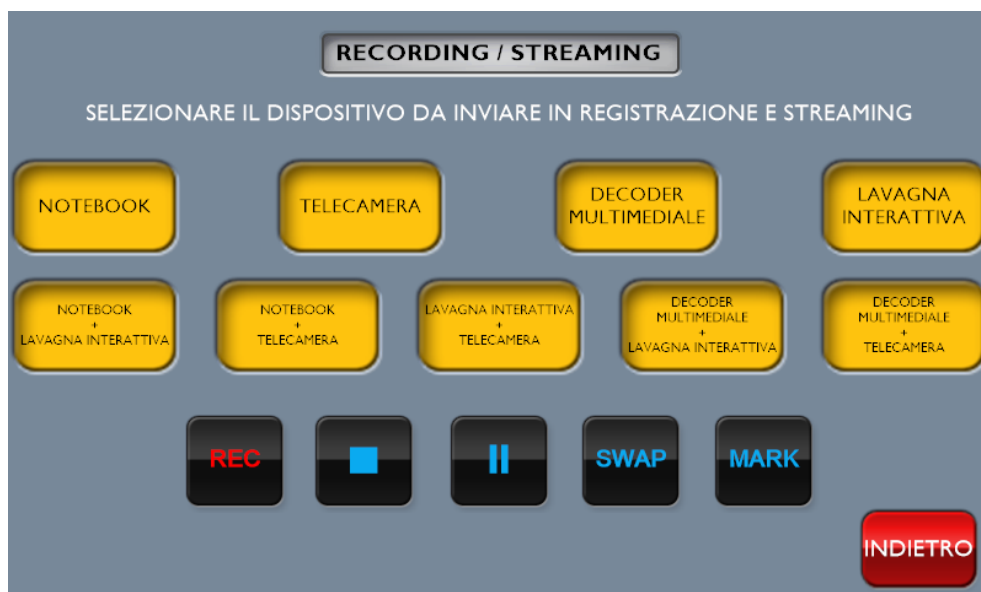 RECORDING / STREAMING
SELEZIONARE IL DISPOSITIVO DA INVIARE IN REGISTRAZIONE E STREAMING
NOTEBOOK
TELECAMERA
DECODER
MULTIMEDIALE
LAVAGNA
INTERATTIVA
NOTEBOOK
+
LAVAGNA INTERATTIVA
NOTEBOOK
+
TELECAMERA
LAVAGNA INTERATTIVA
+
TELECAMERA
DECODER
MULTIMEDIALE
+
LAVAGNA INTERATTIVA
DECODER
MULTIMEDIALE
+
TELECAMERA
REC
SWAP
MARK
INDIETRO